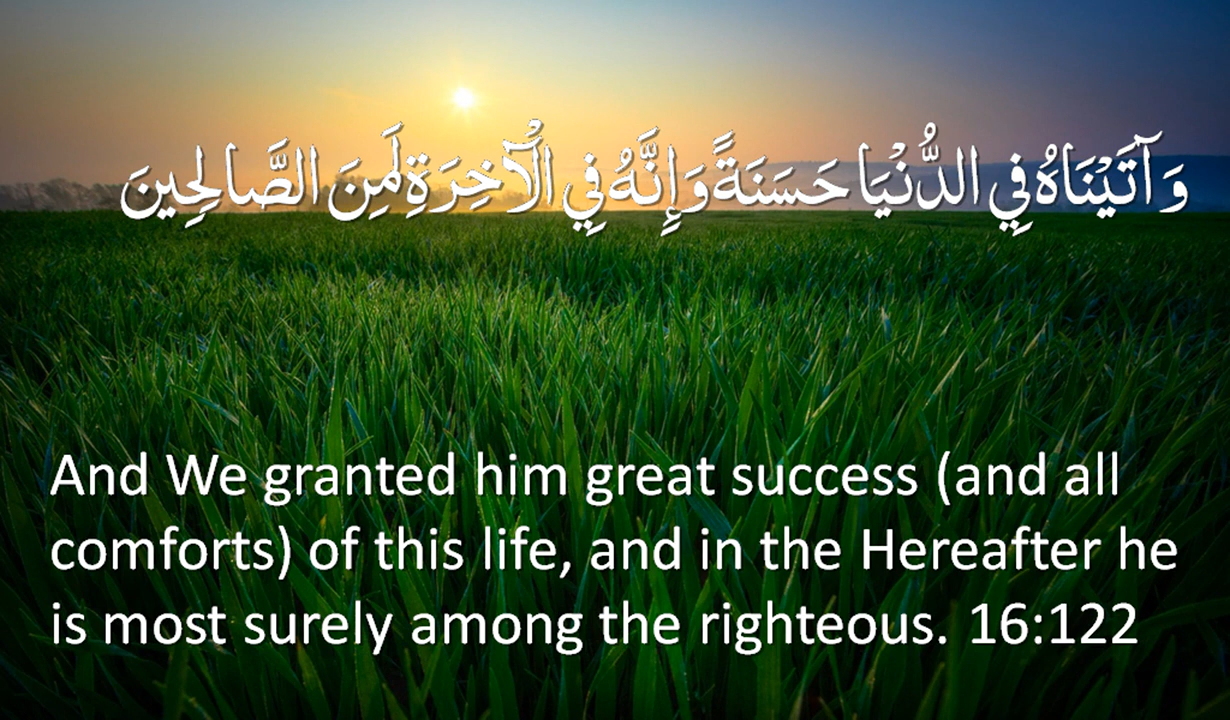 وَآتَيْنَاهُ فِي الدُّنْيَا حَسَنَةً وَإِنَّهُ فِي الْآخِرَةِ لَمِنَ الصَّالِحِينَ
And We granted him great success (and all
comforts) of this life, and in the Hereafter he
is most surely among the righteous. 16:122